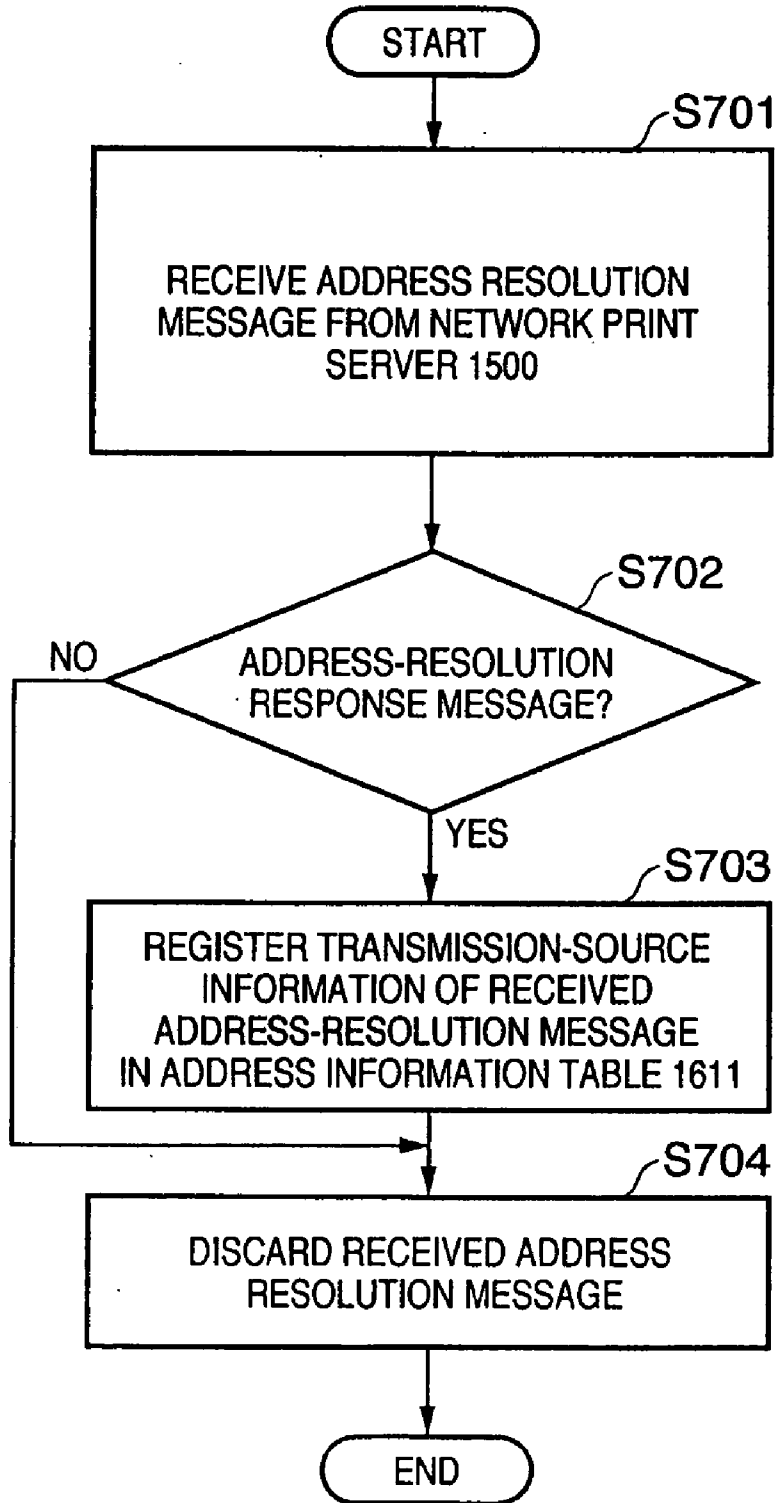 START
S701
RECEIVE ADDRESS RESOLUTION
MESSAGE FROM NETWORK PRINT
SERVER 1500
S702
NO
ADDRESS-RESOLUTION
RESPONSE MESSAGE?
YES
S703
REGISTER TRANSMISSION-SOURCE
INFORMATION OF RECEIVED
ADDRESS-RESOLUTION MESSAGE
IN ADDRESS INFORMATION TABLE 1611
S704
DISCARD RECEIVED ADDRESS
RESOLUTION MESSAGE
END